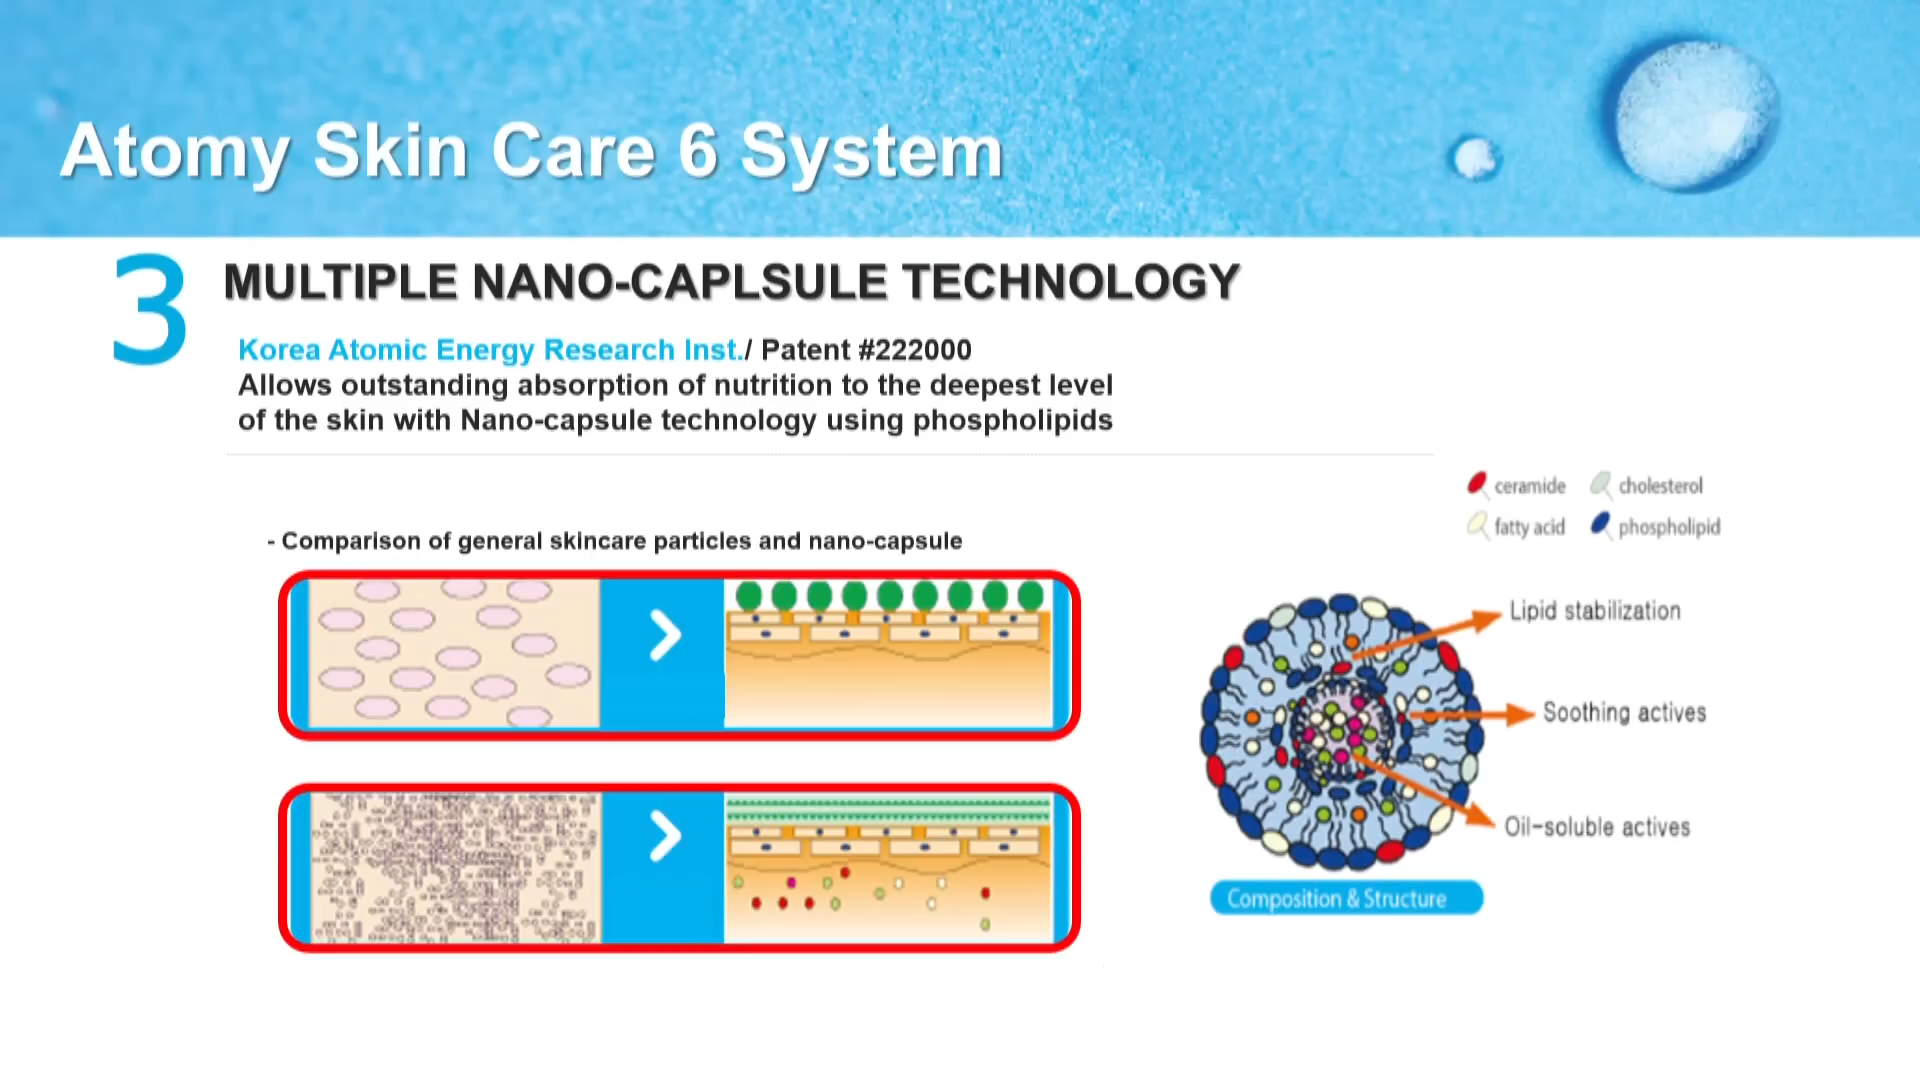 Atomy Skin Care 6 System
3
MULTIPLE NANO-CAPLSULE TECHNOLOGY
Korea Atomic Energy Research Inst./ Patent #222000
Allows outstanding absorption of nutrition to the deepest level
of the skin with Nano-capsule technology using phospholipids
ceramide cholesterol
fatty acid phospholipid
- Comparison of general skincare particles and nano-capsule
Lipid stabilization
Soothing actives
Oil-soluble actives
Composition & Structure